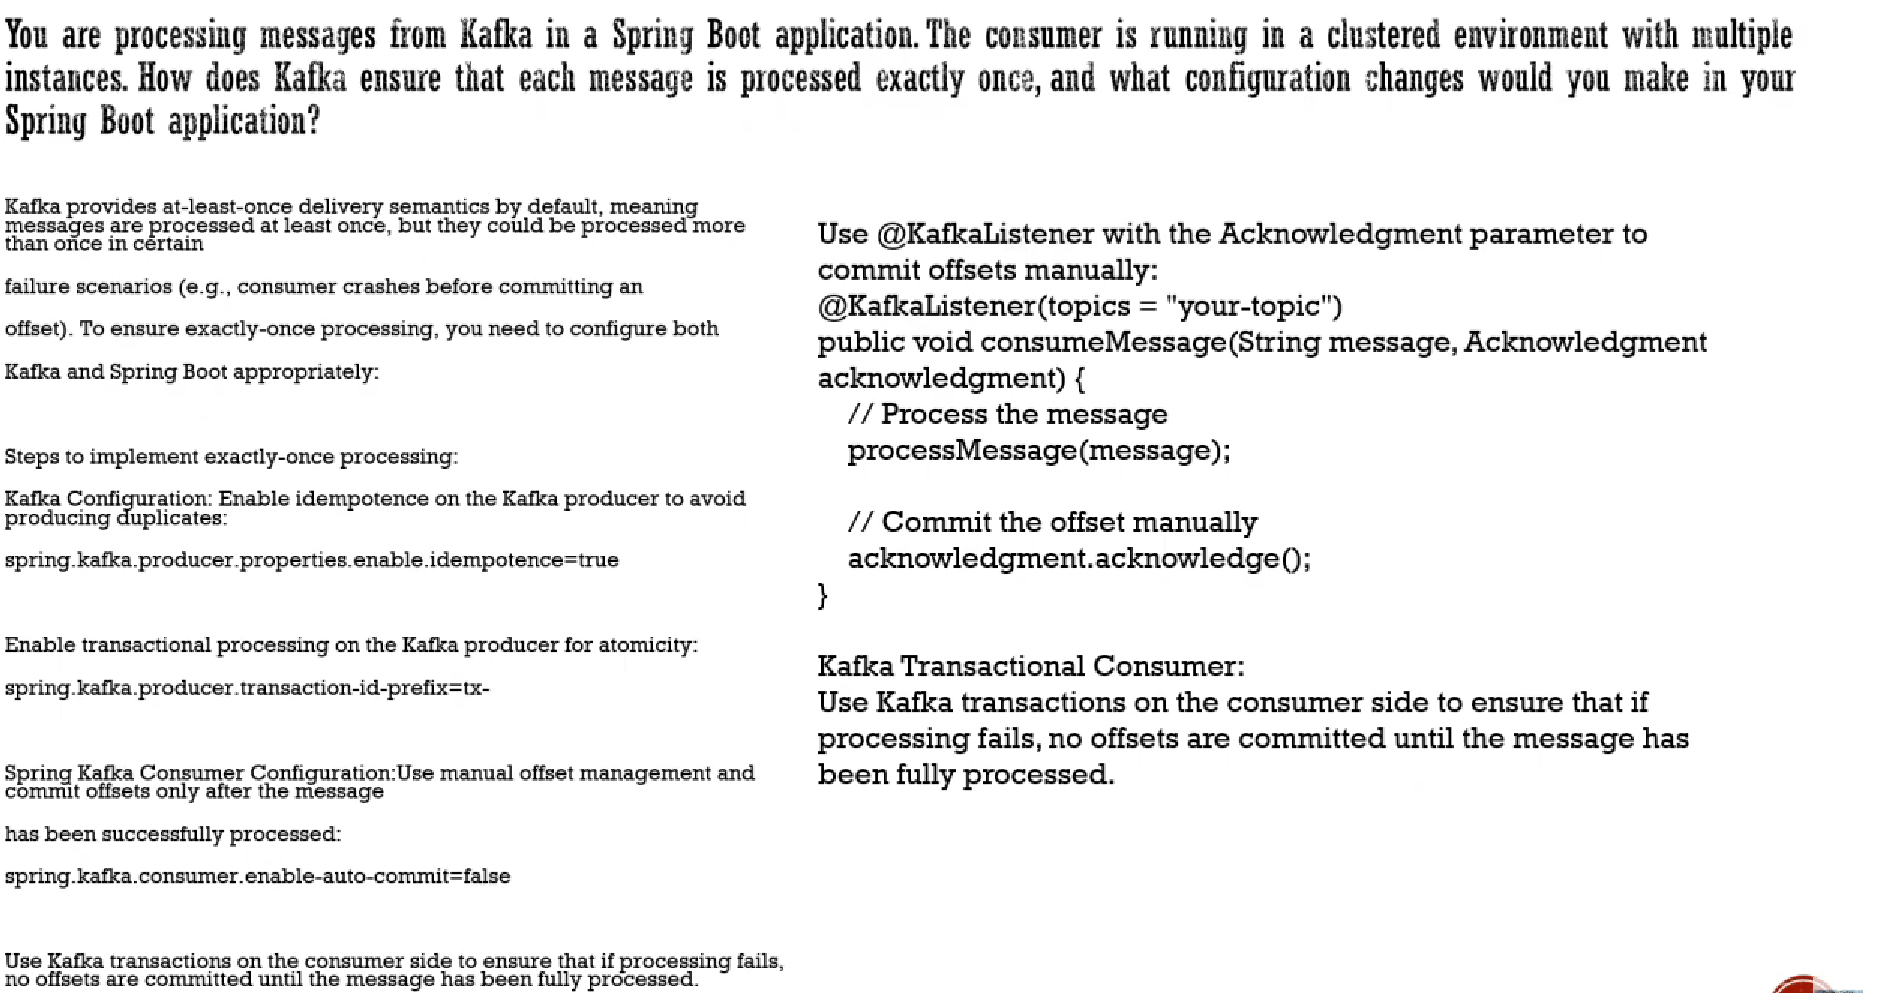 You are processing messages from Kafka in a Spring Boot application. The consumer is running in a clustered environment with multiple
instances. How does Kafka ensure that each message is processed exactly once, and what configuration changes would you make in your
Spring Boot application?
Kafka provides at-least-once delivery semantics by default, meaning
messages are processed at least once, but they could be processed more
than once in certain
failure scenarios (e.g., consumer crashes before committing an
offset). To ensure exactly-once processing, you need to configure both
Kafka and Spring Boot appropriately:
Steps to implement exactly-once processing:
Kafka Configuration: Enable idempotence on the Kafka producer to avoid
producing duplicates:
spring.kafka.producer.properties.enable.idempotence=true
Enable transactional processing on the Kafka producer for atomicity:
spring.kafka.producer.transaction-id-prefix=tx-
Spring Kafka Consumer Configuration:Use manual offset management and
commit offsets only after the message
has been successfully processed:
spring.kafka.consumer.enable-auto-commit=false
Use Kafka transactions on the consumer side to ensure that if processing fails,
no offsets are committed until the message has been fully processed.
Use @KafkaListener with the Acknowledgment parameter to
commit offsets manually:
@KafkaListener(topics = "your-topic")
public void consumeMessage(String message, Acknowledgment
acknowledgment) {
// Process the message
processMessage(message);
// Commit the offset manually
acknowledgment.acknowledge();
}
Kafka Transactional Consumer:
Use Kafka transactions on the consumer side to ensure that if
processing fails, no offsets are committed until the message has
been fully processed.